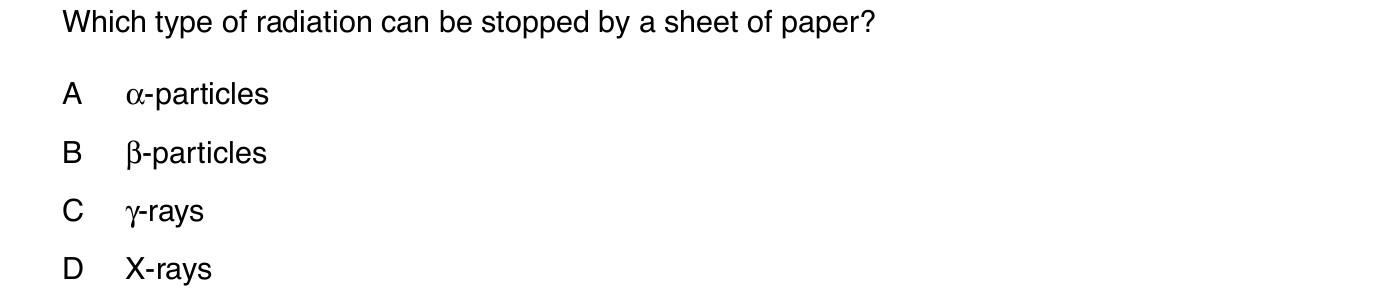 Which type of radiation can be stopped by a sheet of paper?
A α-particles
B β-particles
C γ-rays
D X-rays